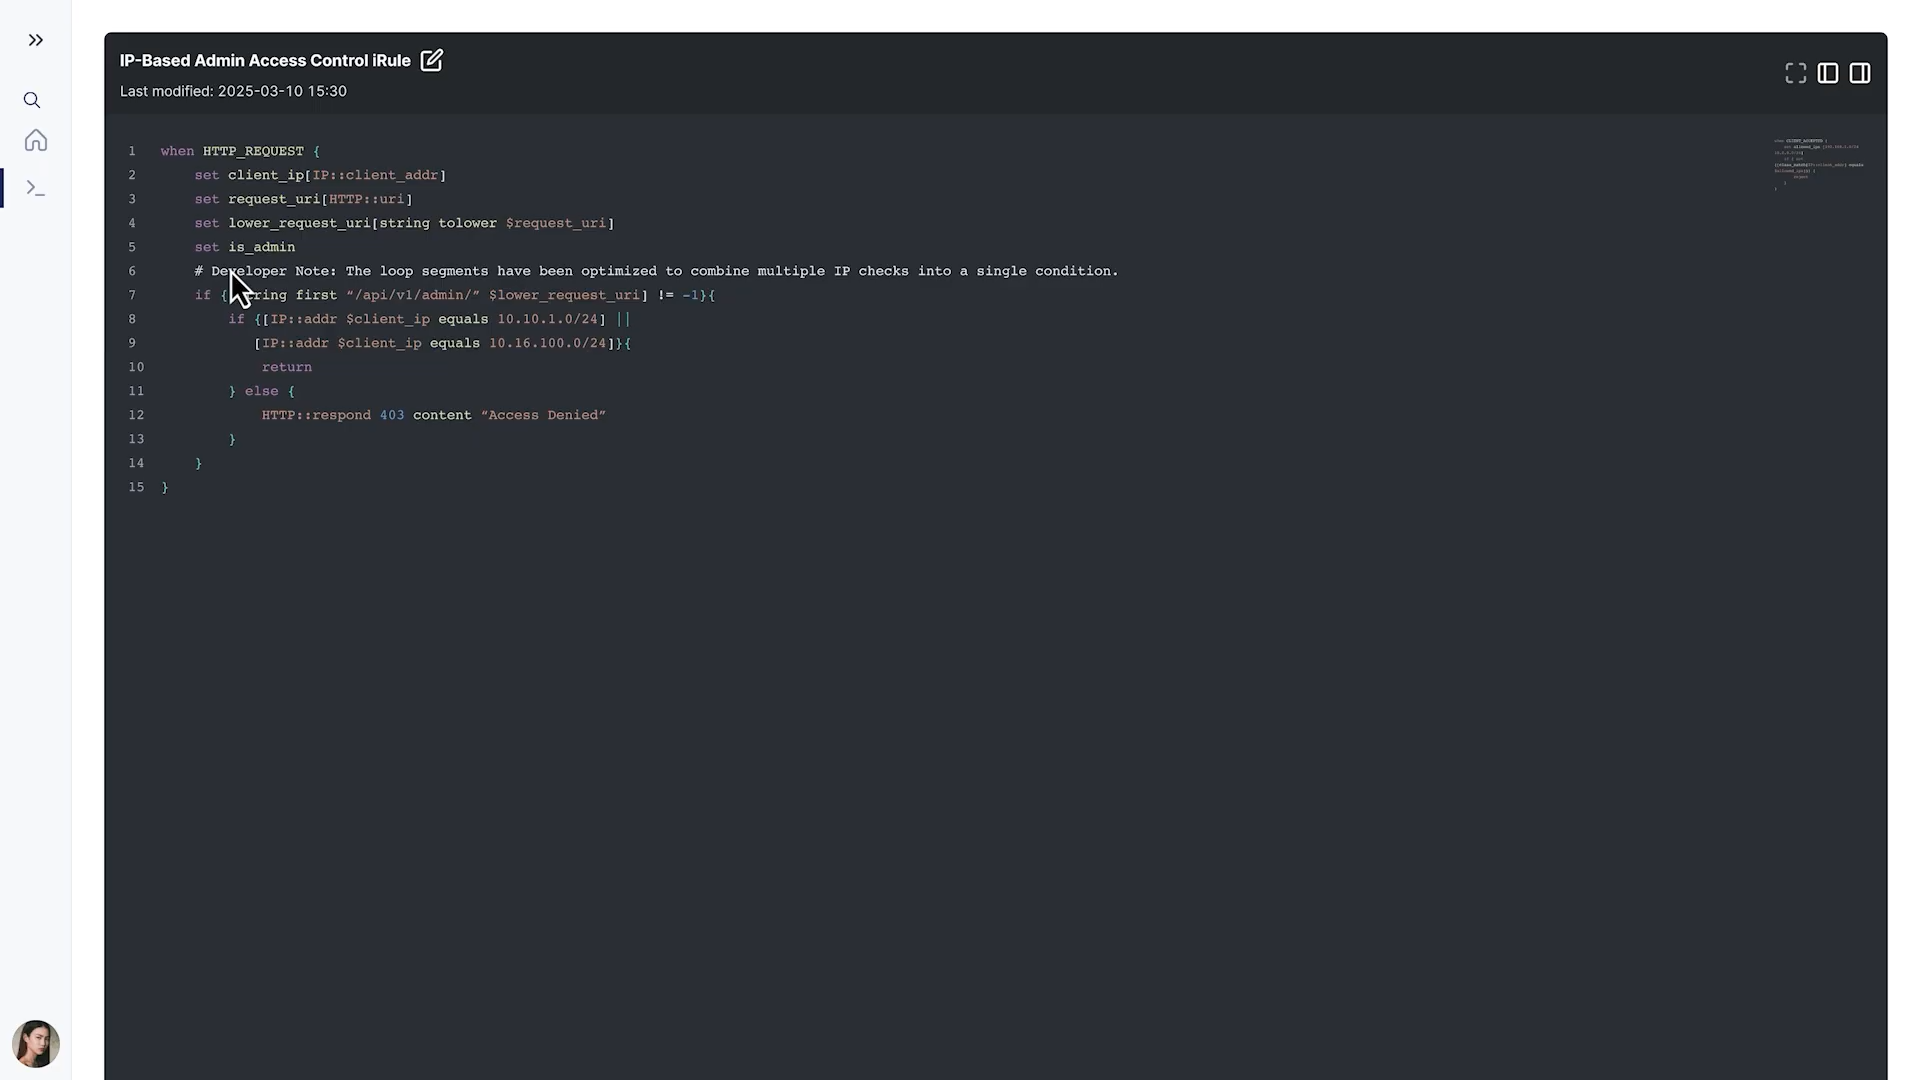 IP-Based Admin Access Control iRule
Last modified: 2025-03-10 15:30
1 when HTTP_REQUEST {
2 set client_ip[IP::client_addr]
3 set request_uri[HTTP::uri]
4 set lower_request_uri[string tolower $request_uri]
5 set is_admin
6 # Developer Note: The loop segments have been optimized to combine multiple IP checks into a single condition.
7 if { ring first “/api/v1/admin/” $lower_request_uri] != -1}{
8 if {[IP::addr $client_ip equals 10.10.1.0/24] ||
9 [IP::addr $client_ip equals 10.16.100.0/24]}{
10 return
11 } else {
12 HTTP::respond 403 content “Access Denied”
13 }
14 }
15 }